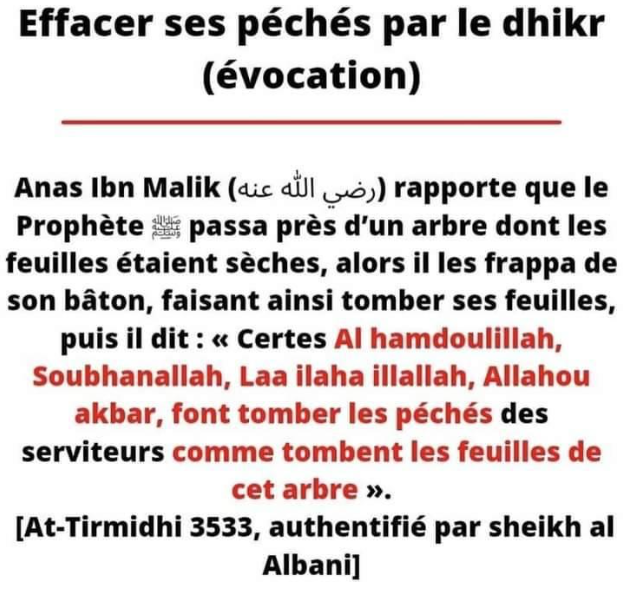 Effacer ses péchés par le dhikr
(évocation)
Anas Ibn Malik (رضي الله عنه) rapporte que le
Prophète ﷺ passa près d’un arbre dont les
feuilles étaient sèches, alors il les frappa de
son bâton, faisant ainsi tomber ses feuilles,
puis il dit : « Certes Al hamdoulillah,
Soubhanallah, Laa ilaha illallah, Allahou
akbar, font tomber les péchés des
serviteurs comme tombent les feuilles de
cet arbre ».
[At-Tirmidhi 3533, authentifié par sheikh al
Albani]